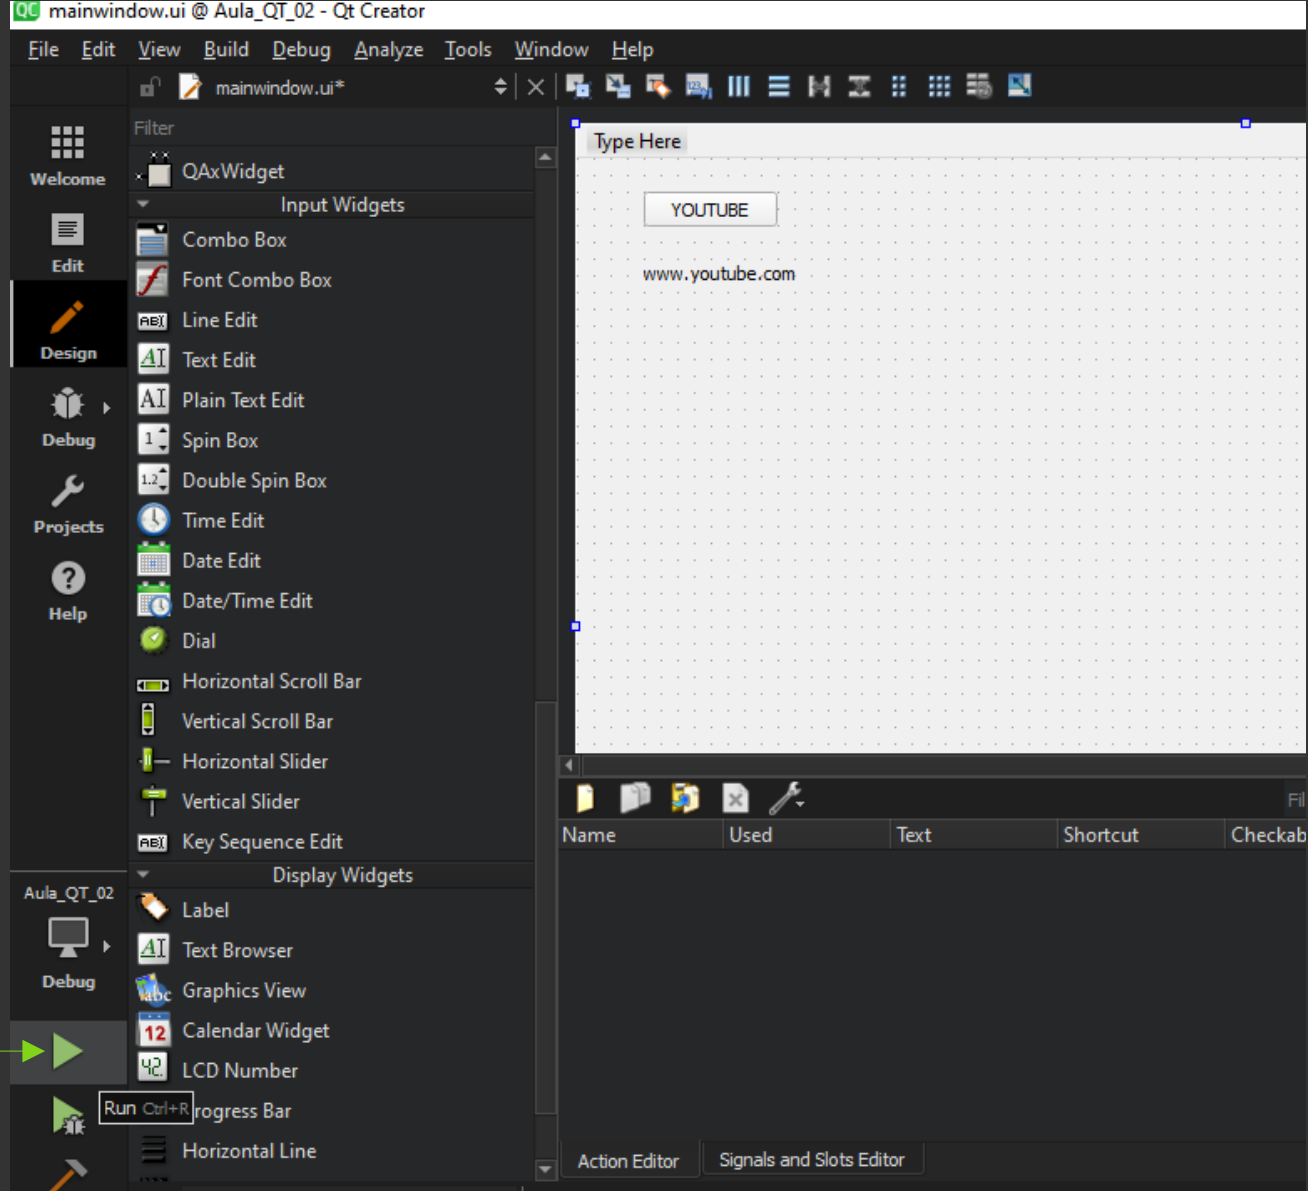 QC mainwindow.ui @ Aula_QT_02 - Qt Creator
File Edit View Build Debug Analyze Tools Window Help
mainwindow.ui*
Filter
Welcome
Edit
Design
Debug
Projects
Help
Aula_QT_02
Debug
Run Ctrl+R
QAxWidget
Input Widgets
Combo Box
Font Combo Box
Line Edit
Text Edit
Plain Text Edit
Spin Box
Double Spin Box
Time Edit
Date Edit
Date/Time Edit
Dial
Horizontal Scroll Bar
Vertical Scroll Bar
Horizontal Slider
Vertical Slider
Key Sequence Edit
Display Widgets
Label
Text Browser
Graphics View
Calendar Widget
LCD Number
rogress Bar
Horizontal Line
Type Here
YOUTUBE
www.youtube.com
Fil
Name Used Text Shortcut Checkab
Action Editor Signals and Slots Editor